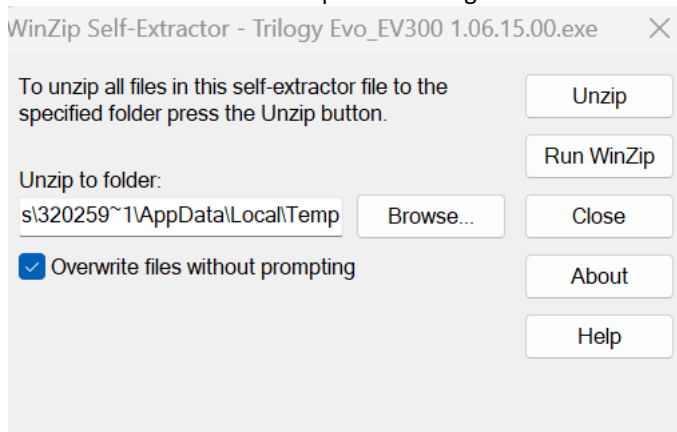 WinZip Self-Extractor - Trilogy Evo_EV300 1.06.15.00.exe
To unzip all files in this self-extractor file to the
specified folder press the Unzip button.
Unzip
Run WinZip
Unzip to folder:
s\320259~1\AppData\Local\Temp
Browse...
Close
Overwrite files without prompting
About
Help